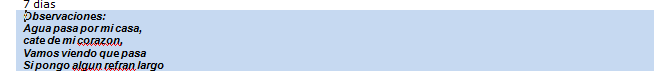 7 dias
Observaciones:
Agua pasa por mi casa,
cate de mi corazon,
Vamos viendo que pasa
Si pongo algun refran largo